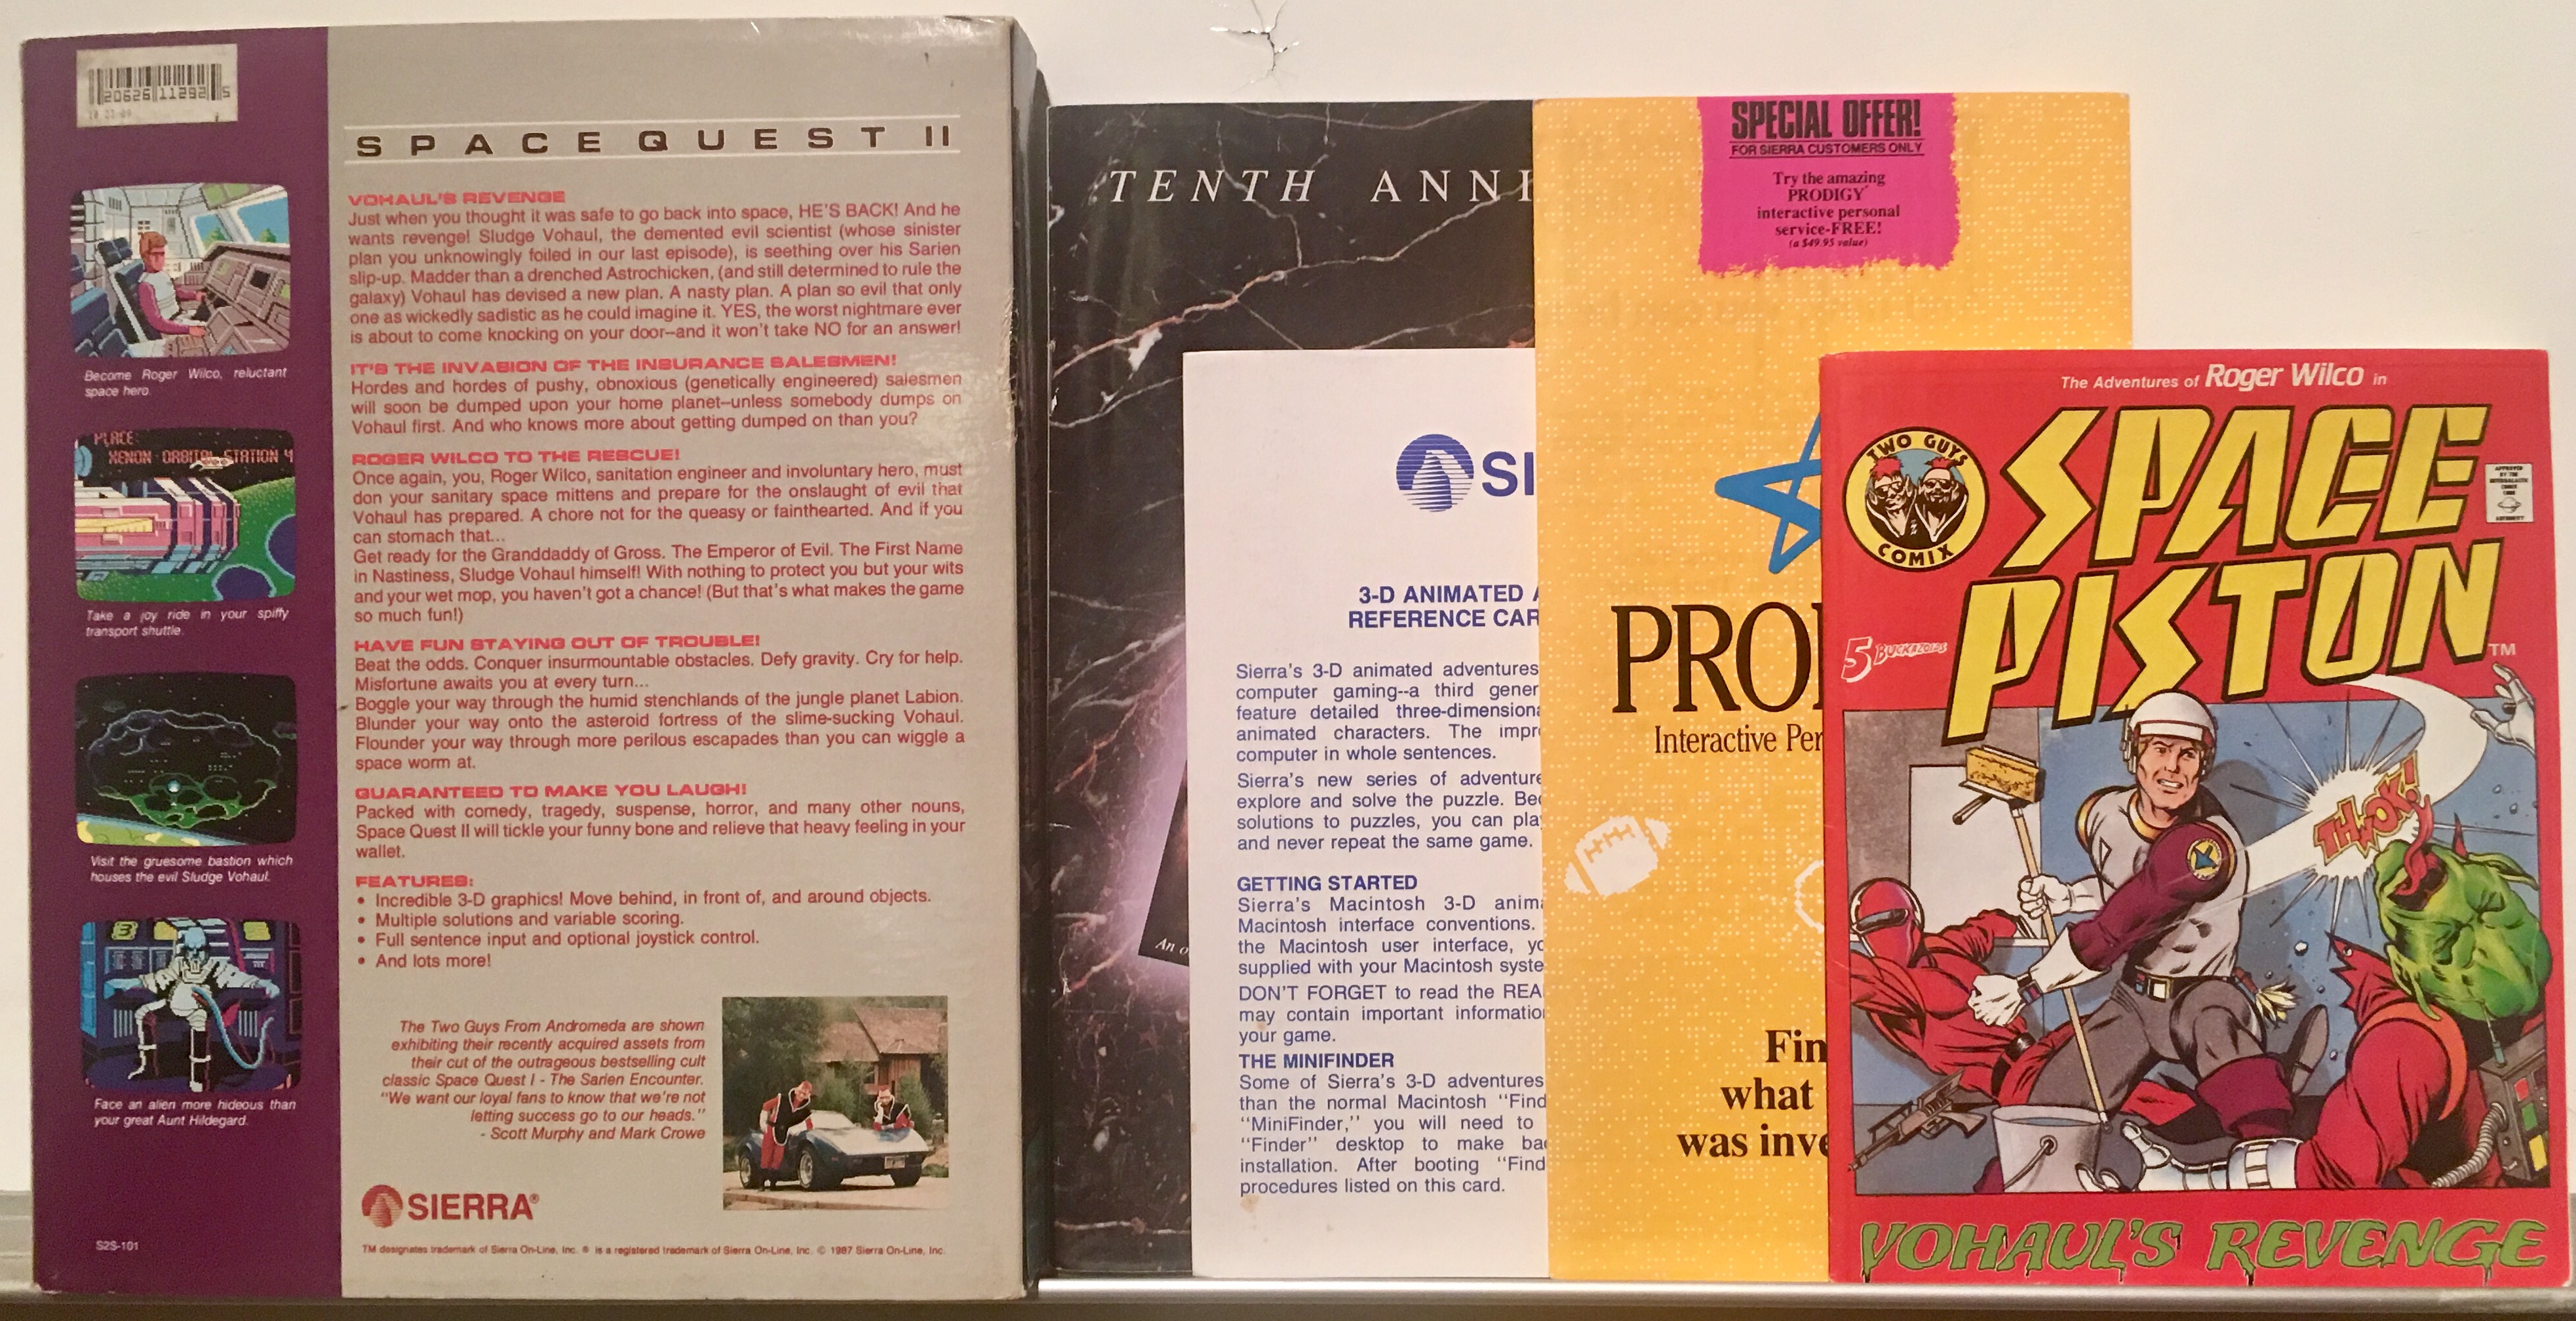 20626 11292 5
SPACE QUEST II
VOHAUL'S REVENGE
Just when you thought it was safe to go back into space, HE'S BACK! And he
wants revenge! Sludge Vohaul, the demented evil scientist (whose sinister
plan you unknowingly foiled in our last episode), is seething over his Sarien
slip-up. Madder than a drenched Astrochicken, (and still determined to rule the
galaxy) Vohaul has devised a new plan. A nasty plan. A plan so evil that only
one as wickedly sadistic as he could imagine it. YES, the worst nightmare ever
is about to come knocking on your door--and it won't take NO for an answer!
IT'S THE INVASION OF THE INSURANCE SALESMEN!
Hordes and hordes of pushy, obnoxious (genetically engineered) salesmen
will soon be dumped upon your home planet--unless somebody dumps on
Vohaul first. And who knows more about getting dumped on than you?
ROGER WILCO TO THE RESCUE!
Once again, you, Roger Wilco, sanitation engineer and involuntary hero, must
don your sanitary space mittens and prepare for the onslaught of evil that
Vohaul has prepared. A chore not for the queasy or fainthearted. And if you
can stomach that...
Get ready for the Granddaddy of Gross. The Emperor of Evil. The First Name
in Nastiness, Sludge Vohaul himself! With nothing to protect you but your wits
and your wet mop, you haven't got a chance! (But that's what makes the game
so much fun!)
HAVE FUN STAYING OUT OF TROUBLE!
Beat the odds. Conquer insurmountable obstacles. Defy gravity. Cry for help.
Misfortune awaits you at every turn...
Boggle your way through the humid stenchlands of the jungle planet Labion.
Blunder your way onto the asteroid fortress of the slime-sucking Vohaul.
Flounder your way through more perilous escapades than you can wiggle a
space worm at.
GUARANTEED TO MAKE YOU LAUGH!
Packed with comedy, tragedy, suspense, horror, and many other nouns,
Space Quest II will tickle your funny bone and relieve that heavy feeling in your
wallet.
FEATURES:
• Incredible 3-D graphics! Move behind, in front of, and around objects.
• Multiple solutions and variable scoring.
• Full sentence input and optional joystick control.
• And lots more!
The Two Guys From Andromeda are shown
exhibiting their recently acquired assets from
their cut of the outrageous bestselling cult
classic Space Quest I - The Sarien Encounter.
"We want our loyal fans to know that we're not
letting success go to our heads."
- Scott Murphy and Mark Crowe
SIERRA®
TM designates trademark of Sierra On-Line, Inc. ® is a registered trademark of Sierra On-Line, Inc. © 1987 Sierra On-Line, Inc.
Become Roger Wilco, reluctant
space hero.
PLACE:
XENON ORBITAL STATION 4
Take a joy ride in your spiffy
transport shuttle.
Visit the gruesome bastion which
houses the evil Sludge Vohaul.
Face an alien more hideous than
your great Aunt Hildegard.
S2S-101
TENTH ANNI
An o
SI
3-D ANIMATED A
REFERENCE CAR
Sierra's 3-D animated adventures
computer gaming--a third gener
feature detailed three-dimensiona
animated characters. The impr
computer in whole sentences.
Sierra's new series of adventure
explore and solve the puzzle. Bec
solutions to puzzles, you can pla
and never repeat the same game.
GETTING STARTED
Sierra's Macintosh 3-D anima
Macintosh interface conventions.
the Macintosh user interface, yo
supplied with your Macintosh syste
DON'T FORGET to read the REA
may contain important informatio
your game.
THE MINIFINDER
Some of Sierra's 3-D adventures
than the normal Macintosh "Find
"MiniFinder," you will need to
"Finder" desktop to make ba
installation. After booting "Find
procedures listed on this card.
SPECIAL OFFER!
FOR SIERRA CUSTOMERS ONLY
Try the amazing
PRODIGY
interactive personal
service-FREE!
(a $49.95 value)
PRO
Interactive Per
Fin
what
was inve
The Adventures of Roger Wilco in
SPACE
PISTON
TM
TWO GUYS
COMIX
APPROVED
BY THE
INTERGALACTIC
COMICS
CODE
AUTHORITY
5 BUCKAZOIDS
THWOK!
VOHAUL'S REVENGE